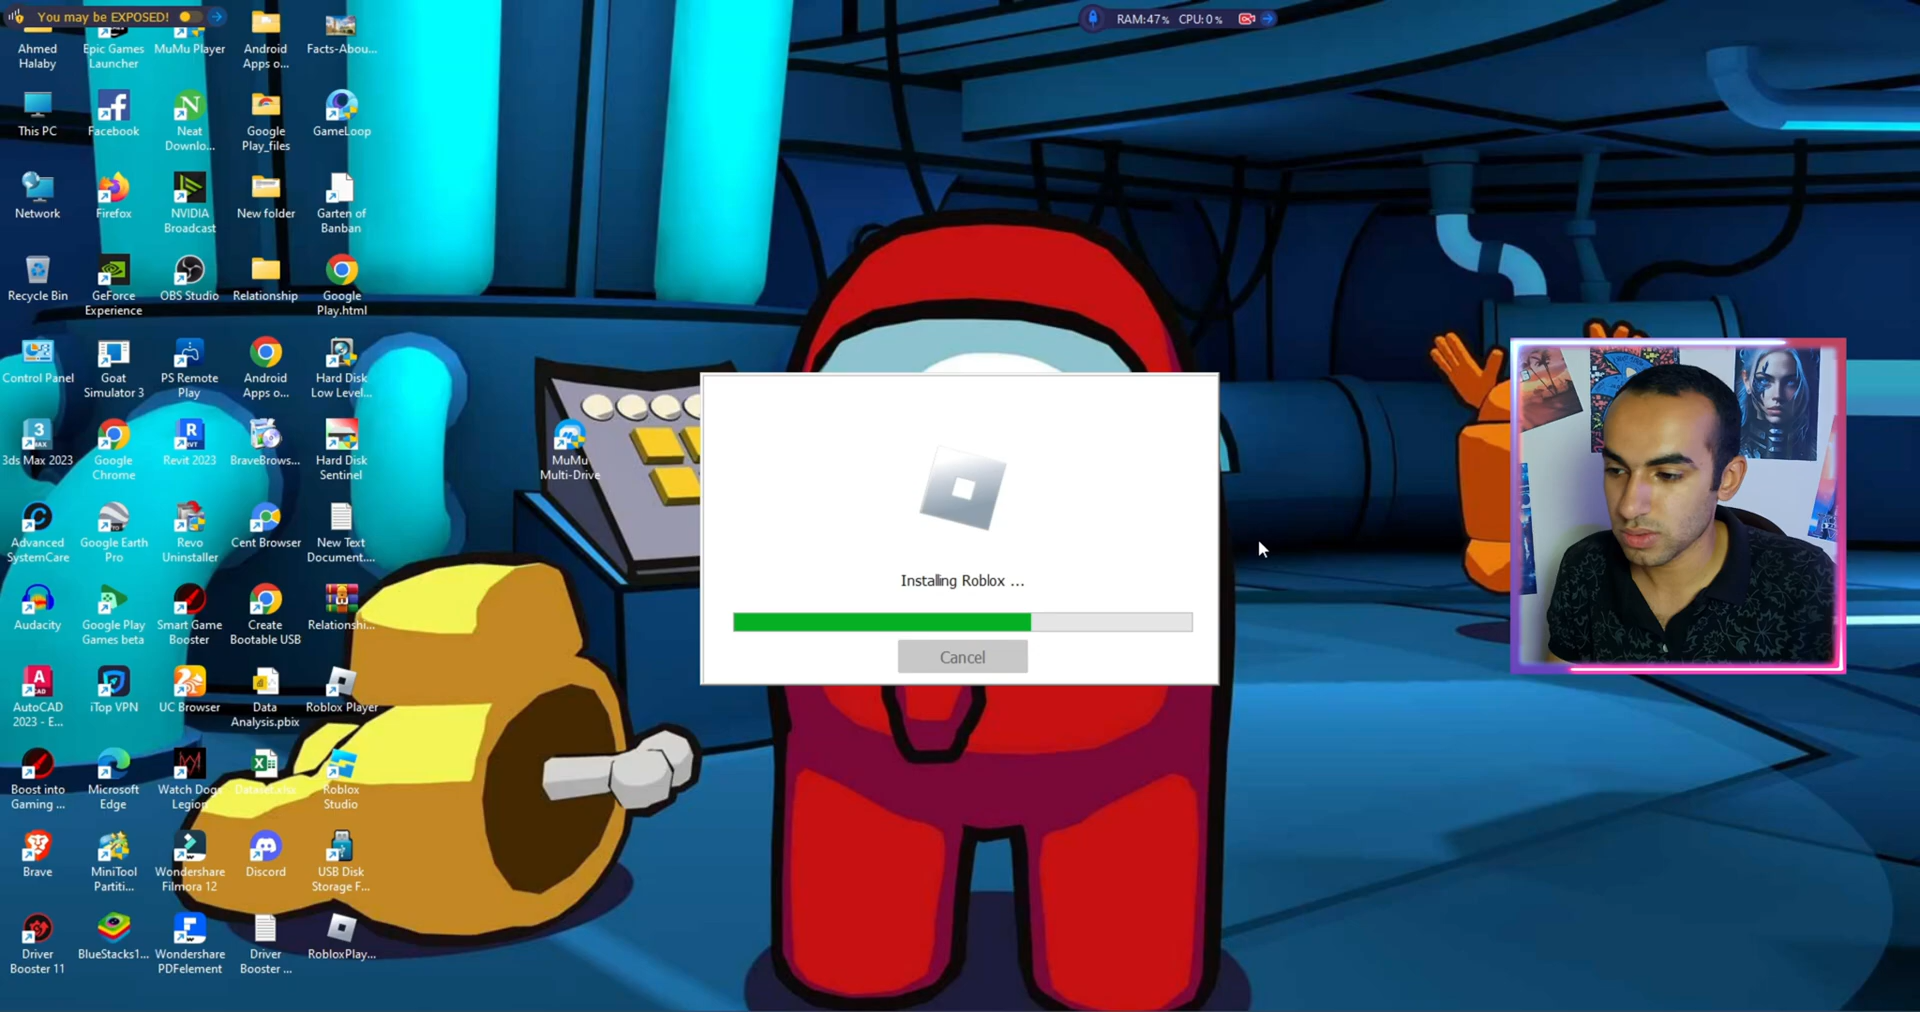 You may be EXPOSED!
RAM:47% CPU:0%
Ahmed
Halaby
Epic Games
Launcher
MuMu Player
Android
Apps o...
Facts-Abou...
This PC
Facebook
Neat
Downlo...
Google
Play_files
GameLoop
Network
Firefox
NVIDIA
Broadcast
New folder
Garten of
Banban
Recycle Bin
GeForce
Experience
OBS Studio
Relationship
Google
Play.html
Control Panel
Goat
Simulator 3
PS Remote
Play
Android
Apps o...
Hard Disk
Low Level...
3ds Max 2023
Google
Chrome
Revit 2023
BraveBrows...
Hard Disk
Sentinel
MuMu
Multi-Drive
Advanced
SystemCare
Google Earth
Pro
Revo
Uninstaller
Cent Browser
New Text
Document....
Audacity
Google Play
Games beta
Smart Game
Booster
Create
Bootable USB
Relationshi...
AutoCAD
2023 - E...
iTop VPN
UC Browser
Data
Analysis.pbix
Roblox Player
Boost into
Gaming ...
Microsoft
Edge
Watch Dogs
Legion
Roblox
Studio
Brave
MiniTool
Partiti...
Wondershare
Filmora 12
Discord
USB Disk
Storage F...
Driver
Booster 11
BlueStacks1...
Wondershare
PDFelement
Driver
Booster ...
RobloxPlay...
Installing Roblox ...
Cancel